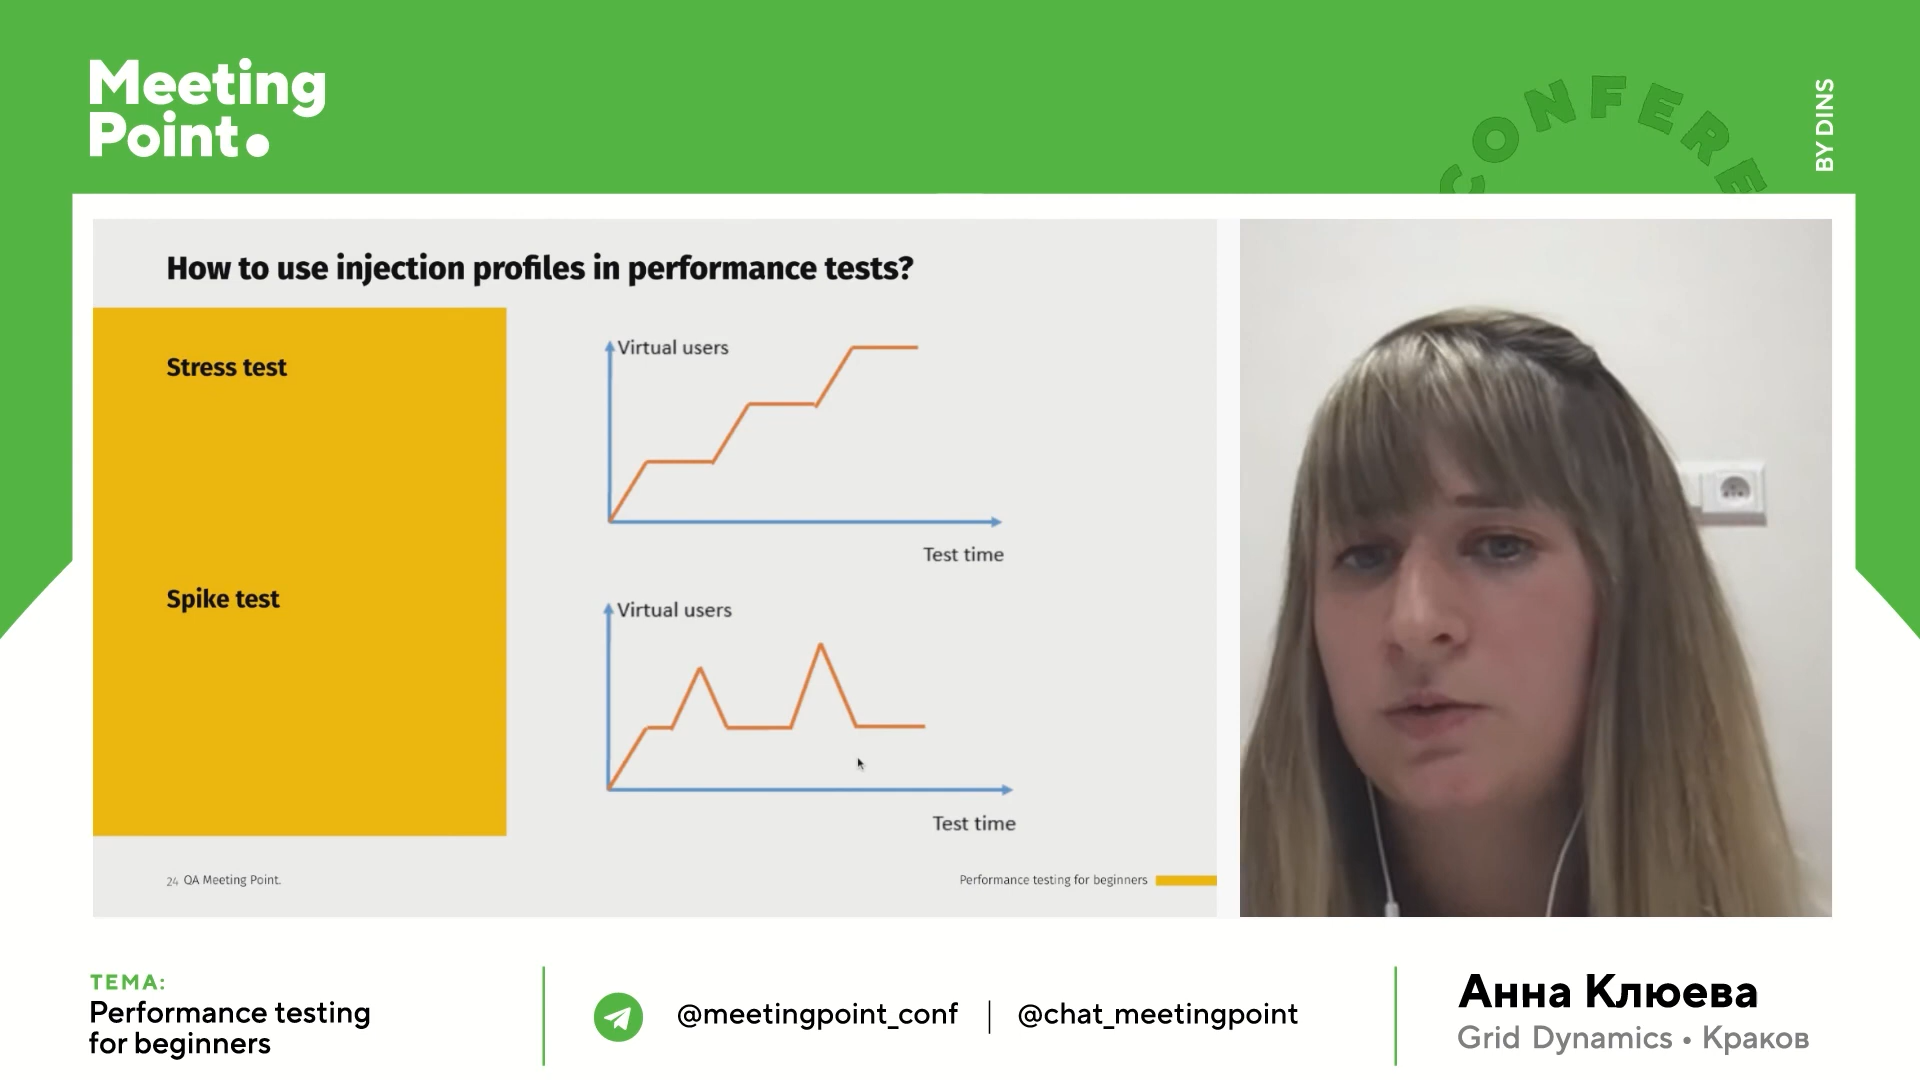 Meeting
Point.
CONFERE
BY DINS
How to use injection profiles in performance tests?
Stress test
Virtual users
Test time
Spike test
Virtual users
Test time
24 QA Meeting Point.
Performance testing for beginners
ТЕМА:
Performance testing
for beginners
@meetingpoint_conf | @chat_meetingpoint
Анна Клюева
Grid Dynamics • Краков